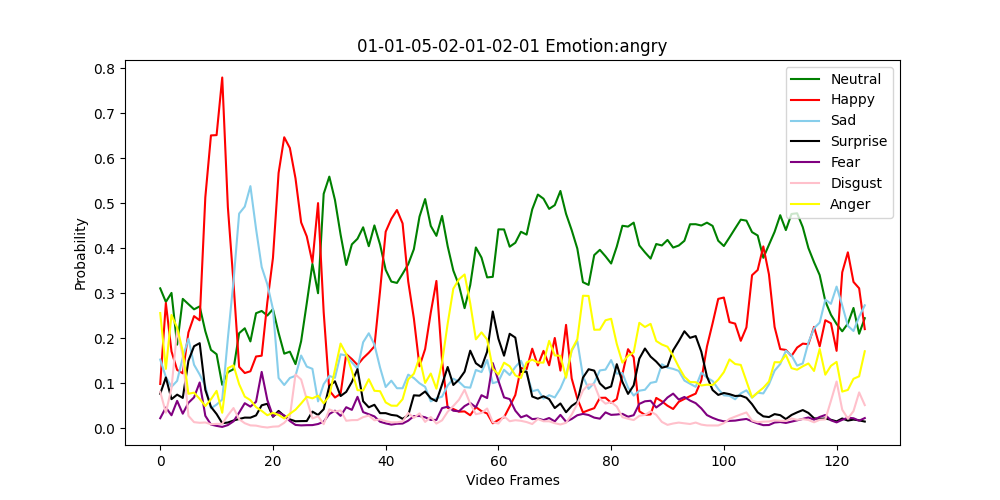 01-01-05-02-01-02-01 Emotion:angry
0.8
0.7
0.6
0.5
0.4
0.3
0.2
0.1
0.0
Probability
Neutral
Happy
Sad
Surprise
Fear
Disgust
Anger
0 20 40 60 80 100 120
Video Frames